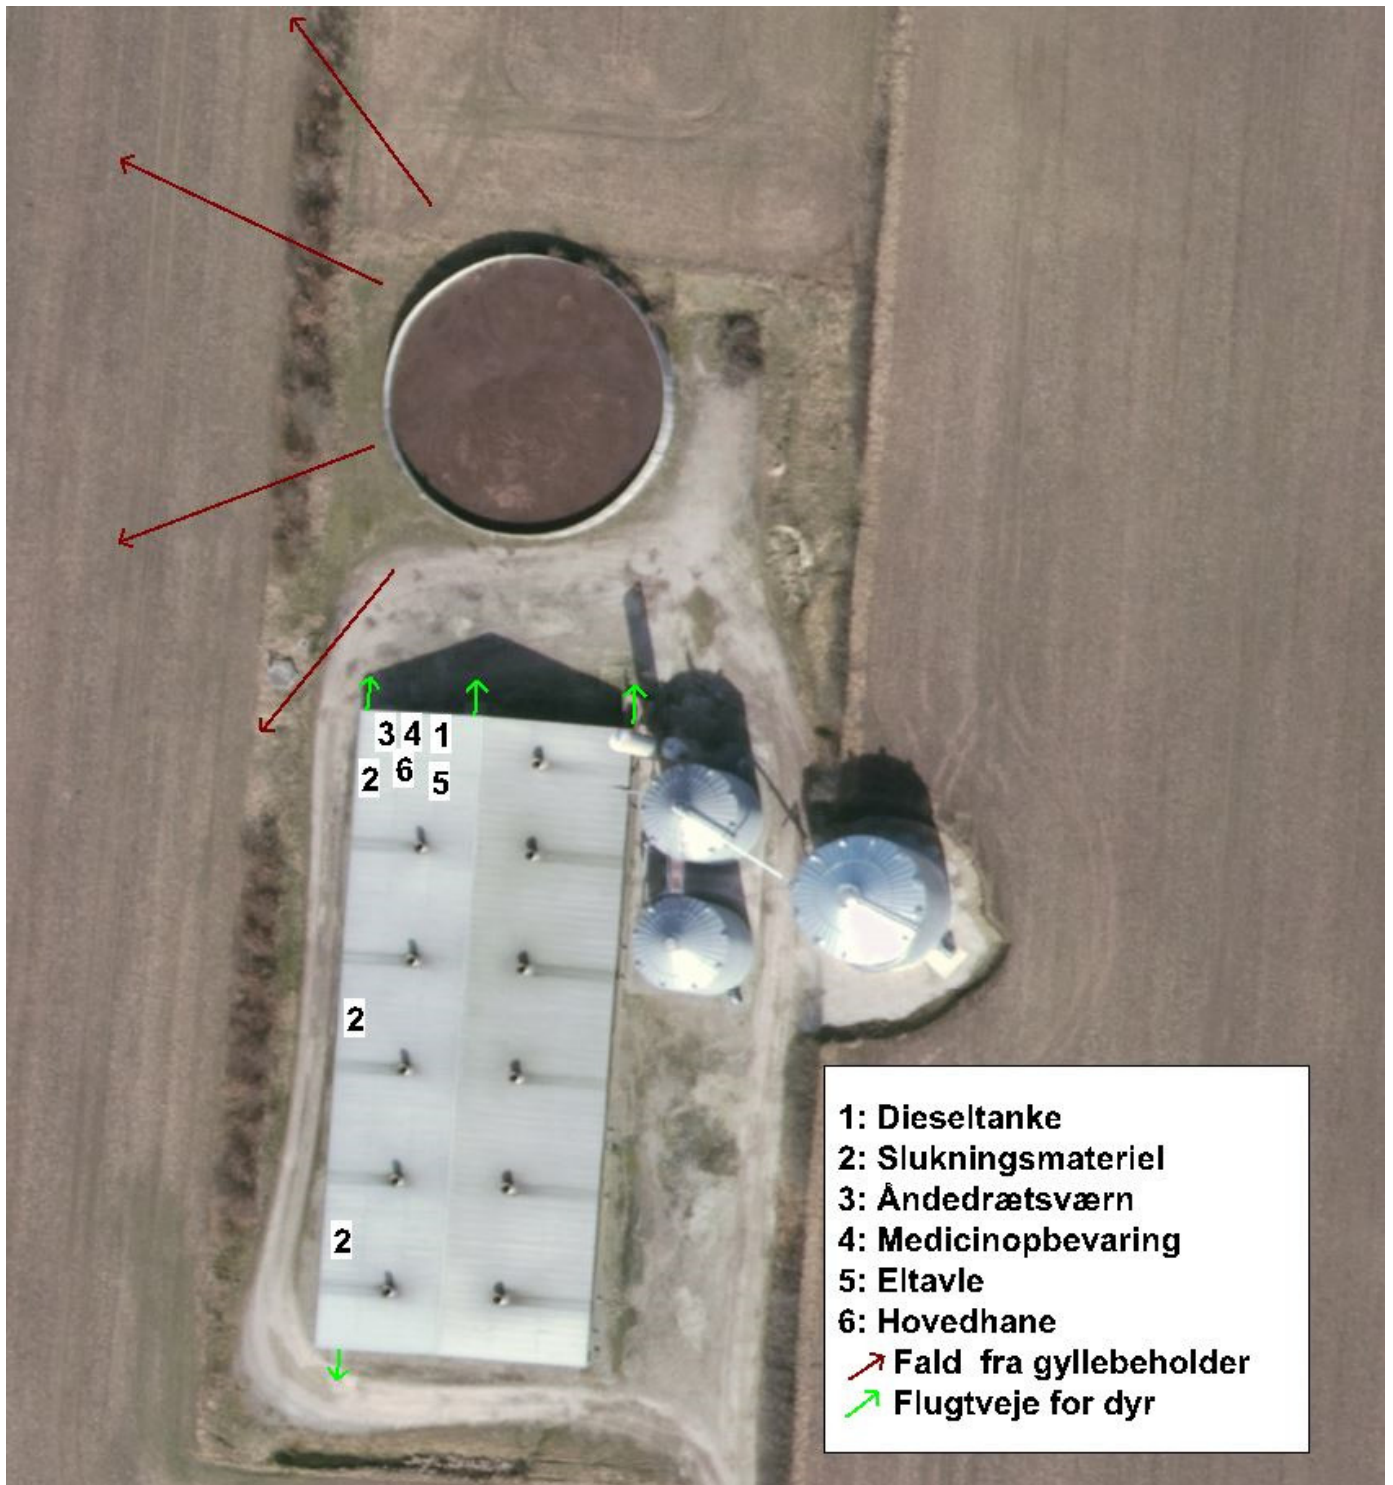 3 4 1
2 6 5
2
2
1: Dieseltanke
2: Slukningsmateriel
3: Åndedrætsværn
4: Medicinopbevaring
5: Eltavle
6: Hovedhane
Fald fra gyllebeholder
Flugtveje for dyr